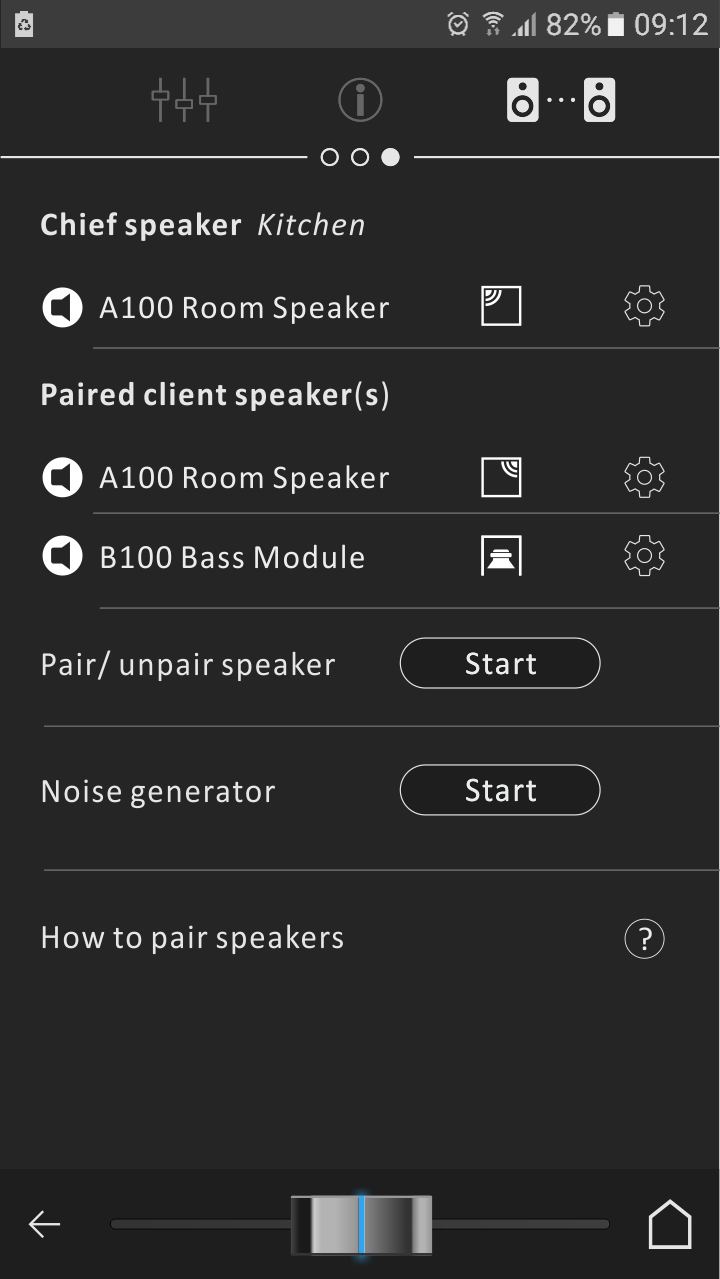 82% 09:12
Chief speaker Kitchen
A100 Room Speaker
Paired client speaker(s)
A100 Room Speaker
B100 Bass Module
Pair/ unpair speaker Start
Noise generator Start
How to pair speakers ?